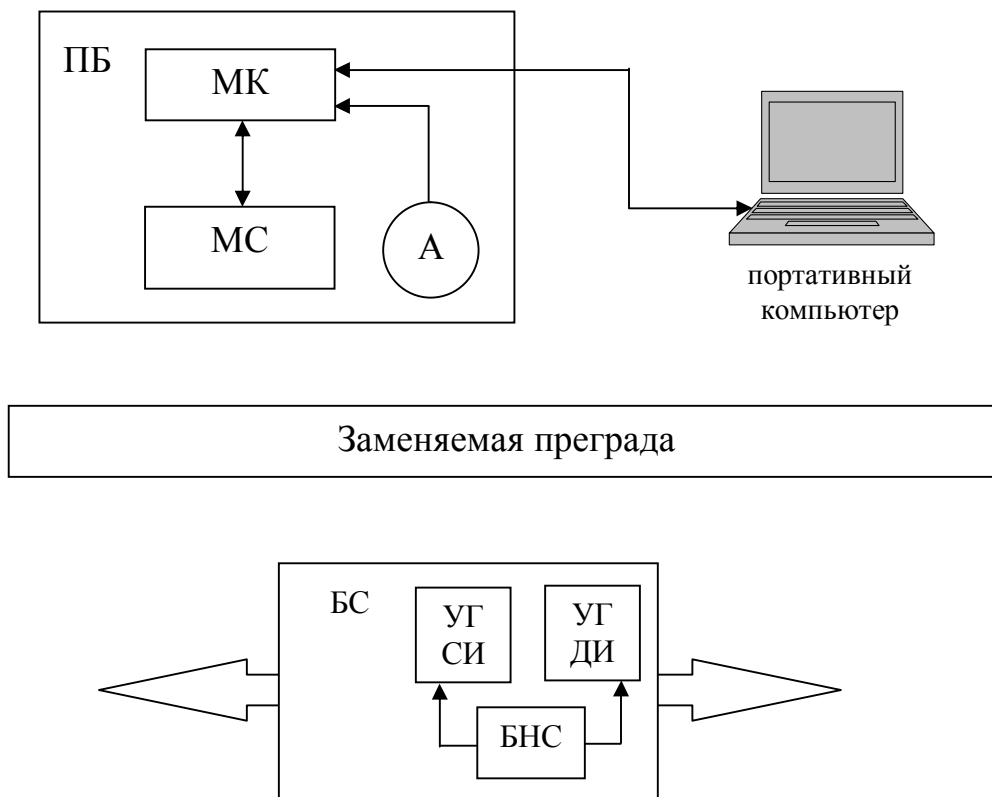 ПБ
МК
МС
А
портативный
компьютер
Заменяемая преграда
БС
УГ
СИ
УГ
ДИ
БНС